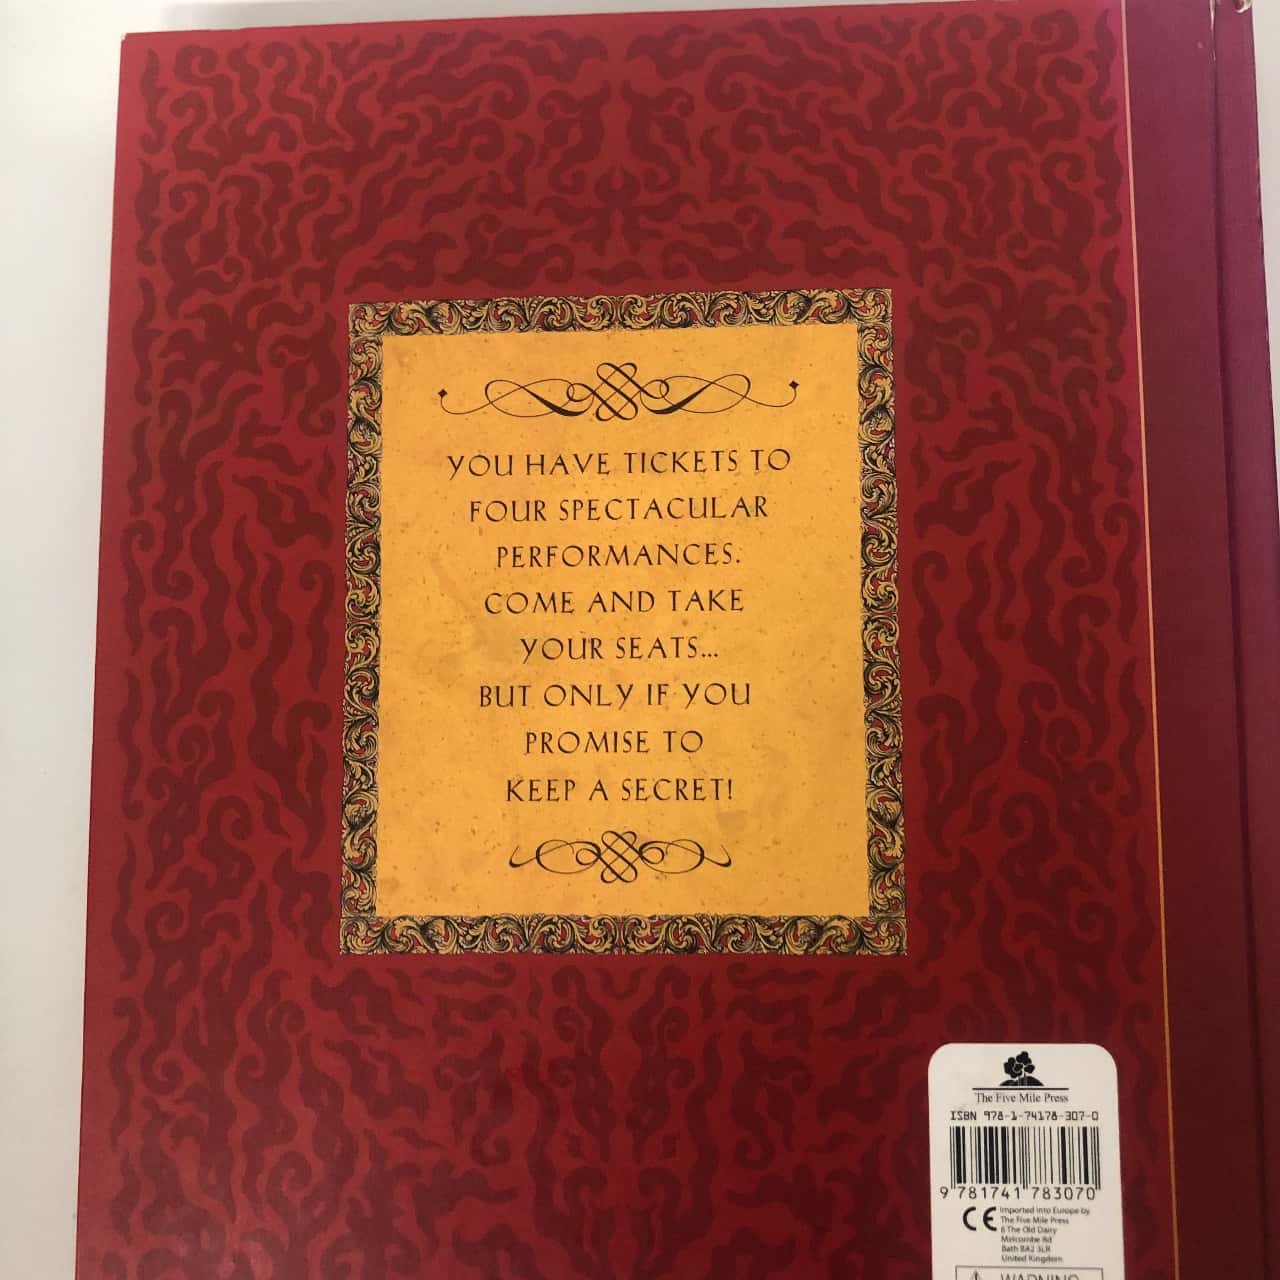 YOU HAVE TICKETS TO
FOUR SPECTACULAR
PERFORMANCES.
COME AND TAKE
YOUR SEATS...
BUT ONLY IF YOU
PROMISE TO
KEEP A SECRET!
The Five Mile Press
ISBN 978-1-74178-307-0
9 781741 783070
CE
Imported into Europe by
The Five Mile Press
6 The Old Dairy
Melcombe Rd
Bath BA2 3LR
United Kingdom
WARNING